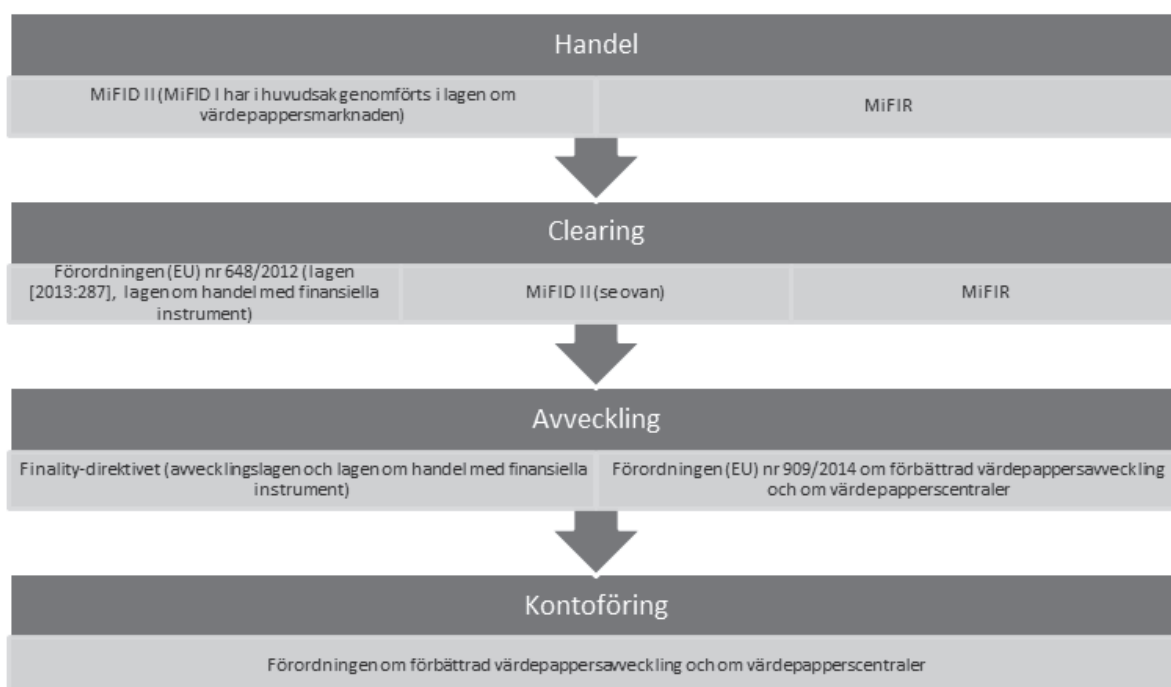 Handel
MiFID II (MiFID I har i huvudsak genomförts i lagen om
värdepappersmarknaden)
MiFIR
Clearing
Förordningen (EU) nr 648/2012 (lagen
[2013:287], lagen om handel med finansiella
instrument)
MiFID II (se ovan)
MiFIR
Avveckling
Finality-direktivet (avvecklingslagen och lagen om handel med finansiella
instrument)
Förordningen (EU) nr 909/2014 om förbättrad värdepappersavveckling
och om värdepapperscentraler
Kontoföring
Förordningen om förbättrad värdepappersavveckling och om värdepapperscentraler